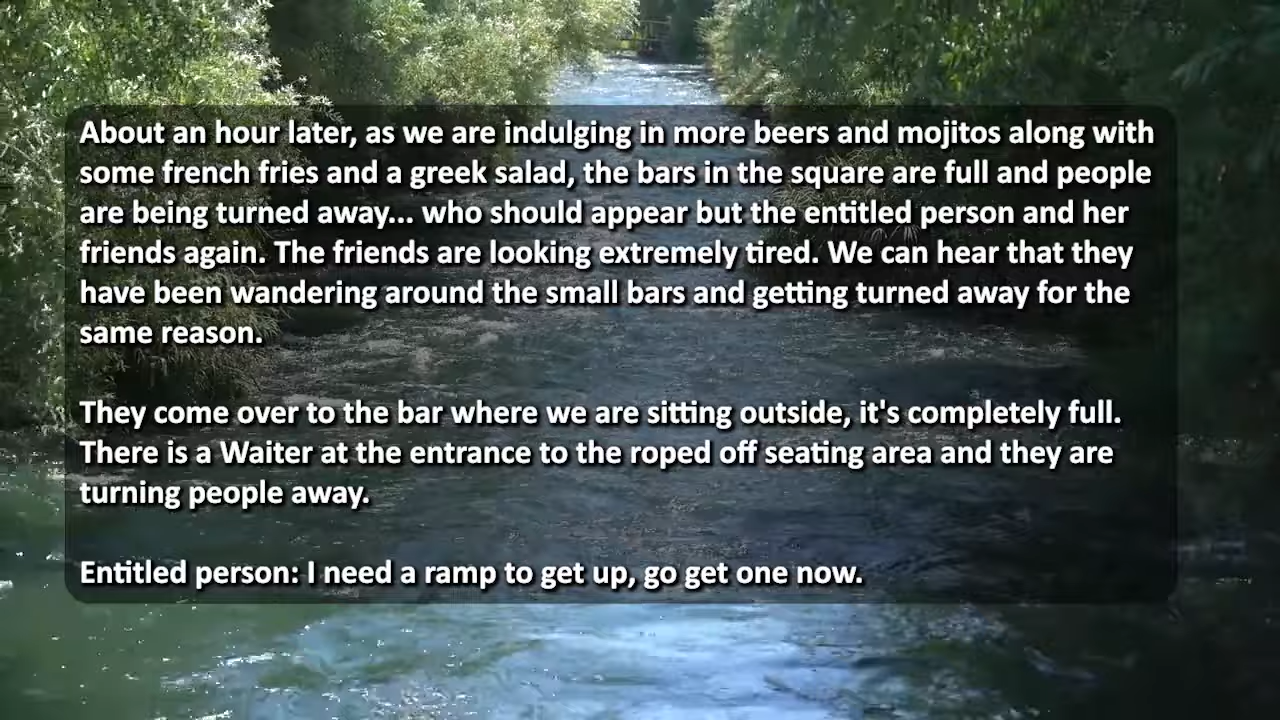 About an hour later, as we are indulging in more beers and mojitos along with
some french fries and a greek salad, the bars in the square are full and people
are being turned away... who should appear but the entitled person and her
friends again. The friends are looking extremely tired. We can hear that they
have been wandering around the small bars and getting turned away for the
same reason.
They come over to the bar where we are sitting outside, it's completely full.
There is a Waiter at the entrance to the roped off seating area and they are
turning people away.
Entitled person: I need a ramp to get up, go get one now.